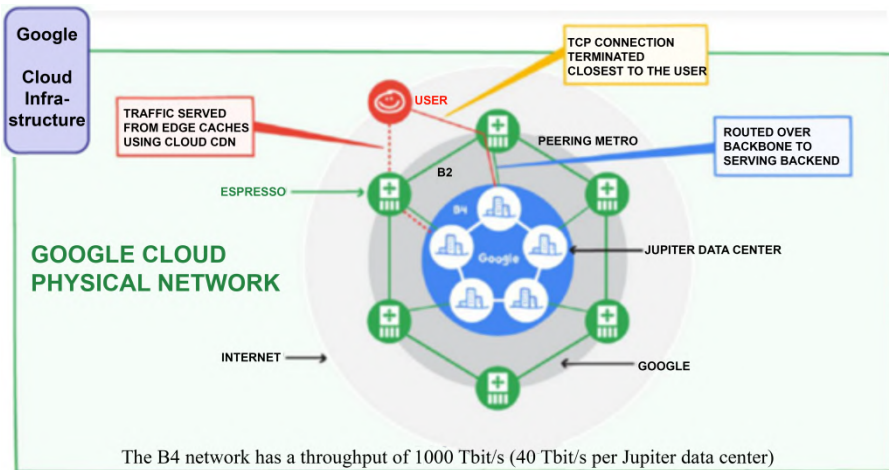 Google
Cloud
Infra-
structure
TCP CONNECTION
TERMINATED
CLOSEST TO THE USER
USER
TRAFFIC SERVED
FROM EDGE CACHES
USING CLOUD CDN
PEERING METRO
ROUTED OVER
BACKBONE TO
SERVING BACKEND
B2
ESPRESSO
B4
GOOGLE CLOUD
PHYSICAL NETWORK
Google
JUPITER DATA CENTER
INTERNET
GOOGLE
The B4 network has a throughput of 1000 Tbit/s (40 Tbit/s per Jupiter data center)